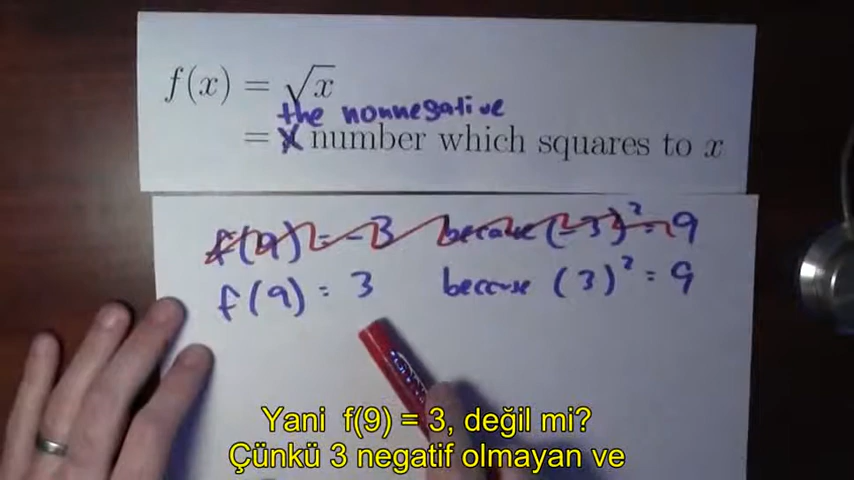 f(x) = √x
the nonnegative
= X number which squares to x
f(9) = -3 because (-3)² = 9
f(9) = 3 because (3)² = 9
Yani f(9) = 3, değil mi?
Çünkü 3 negatif olmayan ve